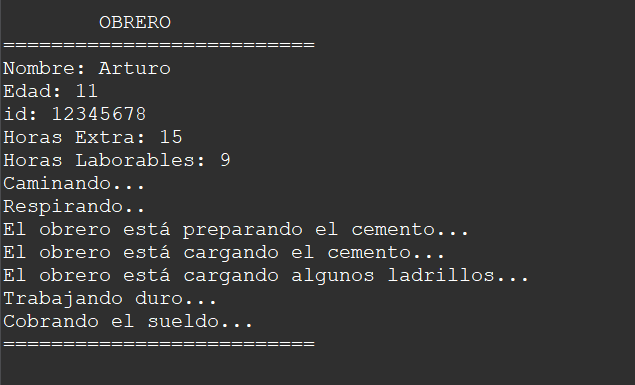 OBRERO
==========================
Nombre: Arturo
Edad: 11
id: 12345678
Horas Extra: 15
Horas Laborables: 9
Caminando...
Respirando..
El obrero está preparando el cemento...
El obrero está cargando el cemento...
El obrero está cargando algunos ladrillos...
Trabajando duro...
Cobrando el sueldo...
==========================